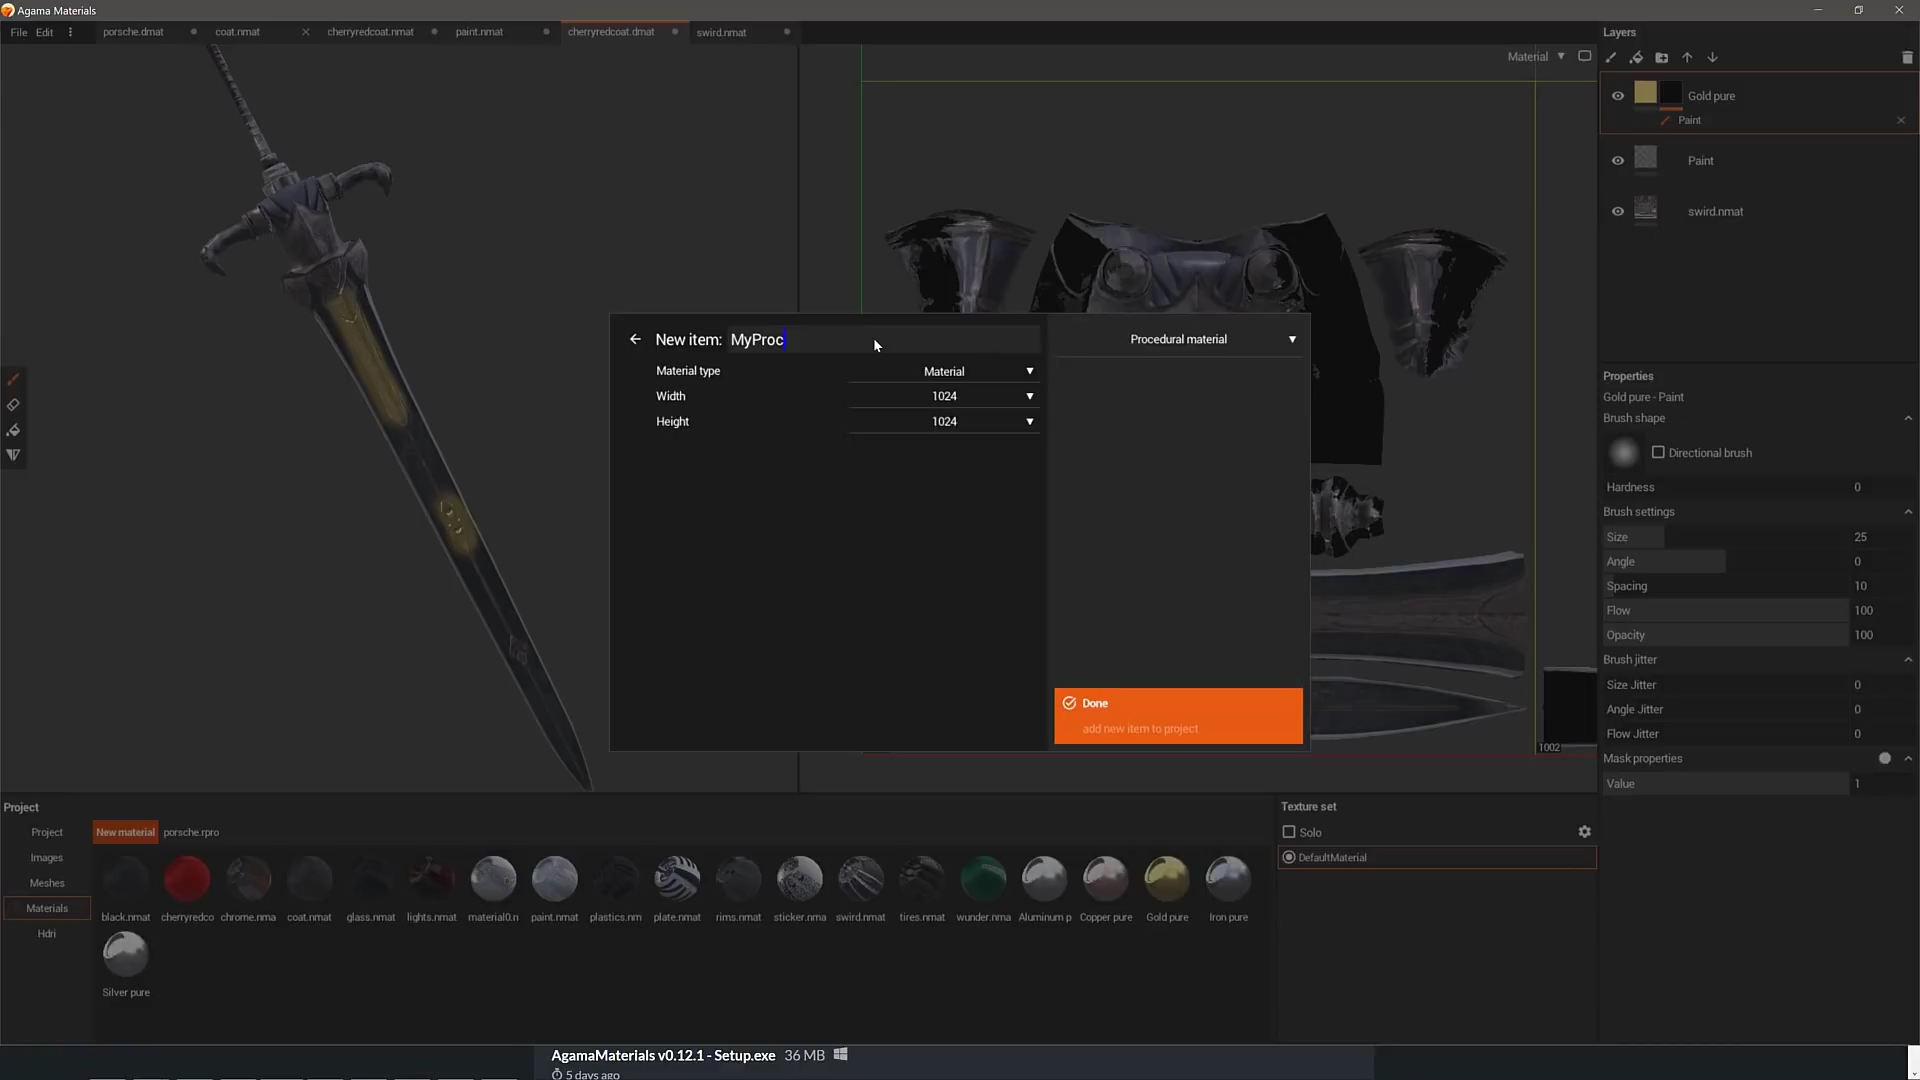 Agama Materials
File Edit
porsche.dmat
coat.nmat
cherryredcoat.nmat
paint.nmat
cherryredcoat.dmat
swird.nmat
Material
Layers
Gold pure
Paint
Paint
swird.nmat
New item: MyProc
Material type Material
Width 1024
Height 1024
Procedural material
Done
add new item to project
1002
Properties
Gold pure - Paint
Brush shape
Directional brush
Hardness 0
Brush settings
Size 25
Angle 0
Spacing 10
Flow 100
Opacity 100
Brush jitter
Size Jitter 0
Angle Jitter 0
Flow Jitter 0
Mask properties
Value 1
Project
Project
Images
Meshes
Materials
Hdri
New material porsche.rpro
black.nmat cherryredco chrome.nma coat.nmat glass.nmat lights.nmat material0.n paint.nmat plastics.nm plate.nmat rims.nmat sticker.nma swird.nmat tires.nmat wunder.nma Aluminum p Copper pure Gold pure Iron pure
Silver pure
Texture set
Solo
DefaultMaterial
AgamaMaterials v0.12.1 - Setup.exe 36 MB
5 days ago